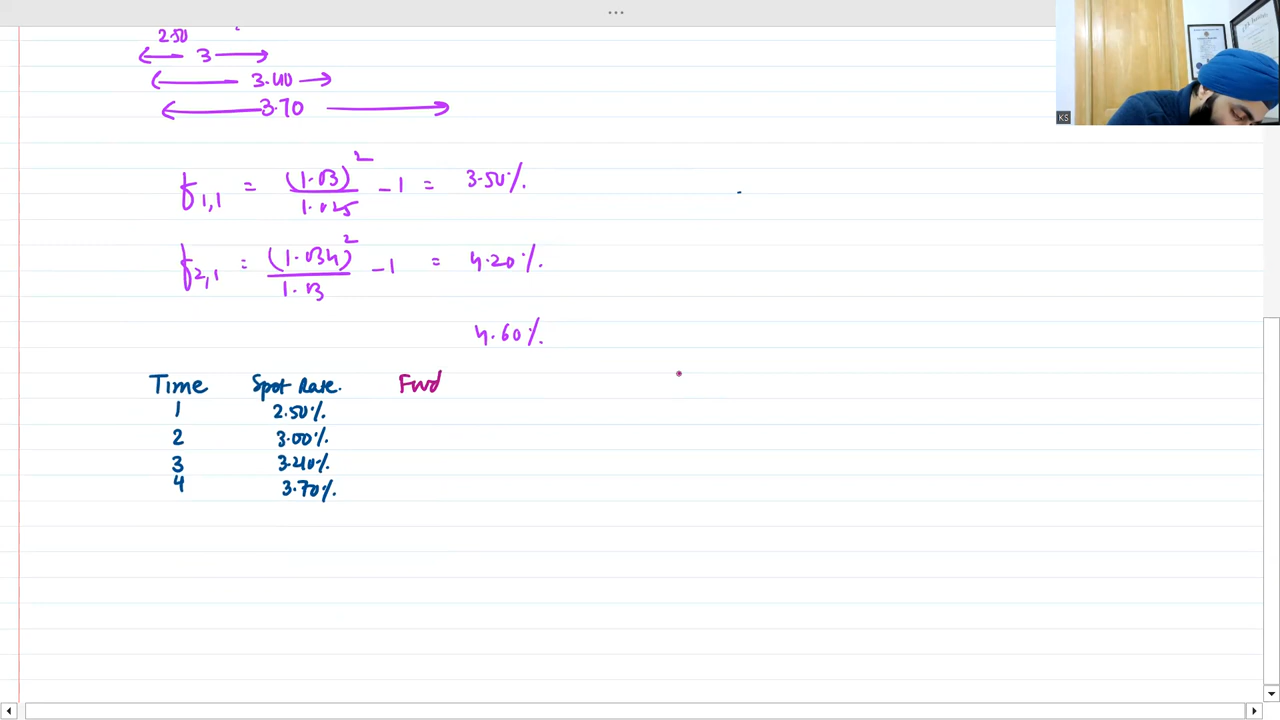 2.50
3
3.40
3.70
f1,1 = (1.03)^2 / 1.025 - 1 = 3.50%.
f2,1 = (1.034)^2 / 1.03 - 1 = 4.20%.
4.60%.
Time Spot Rate. Fwd
1 2.50%.
2 3.00%.
3 3.40%.
4 3.70%.
KS